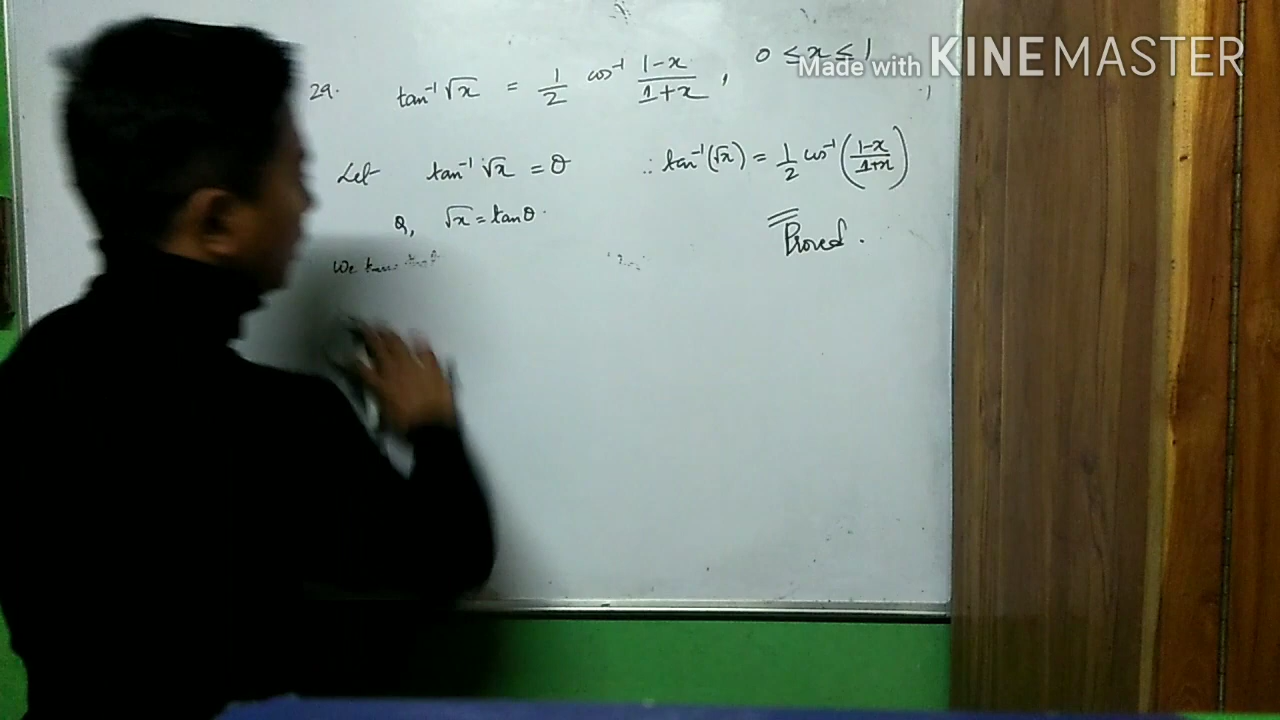 29. tan⁻¹√x = 1/2 cos⁻¹ 1-x/1+x , 0 ≤ x ≤ 1
Made with KINEMASTER
Let tan⁻¹√x = θ
Or, √x = tanθ.
We
∴ tan⁻¹(√x) = 1/2 cos⁻¹(1-x/1+x)
Proved.